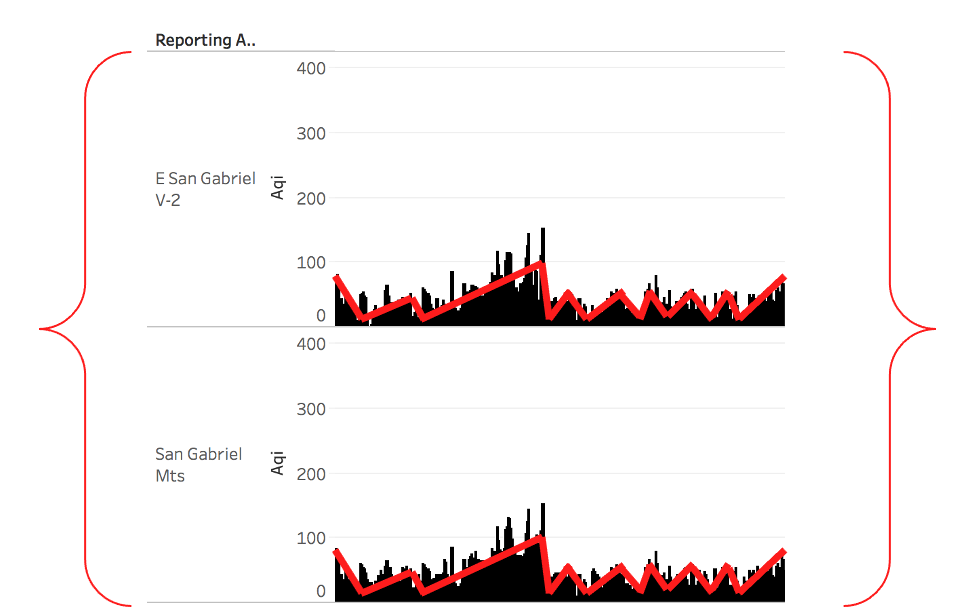 Reporting A..
400
300
E San Gabriel
V-2
Aqi
200
100
0
400
300
San Gabriel
Mts
Aqi
200
100
0